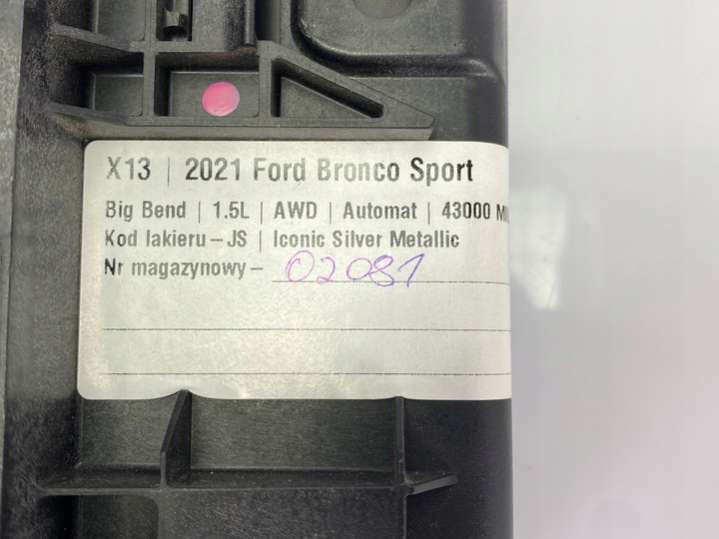 X13 | 2021 Ford Bronco Sport
Big Bend | 1.5L | AWD | Automat | 43000
Kod lakieru – JS | Iconic Silver Metallic
Nr magazynowy – 02081